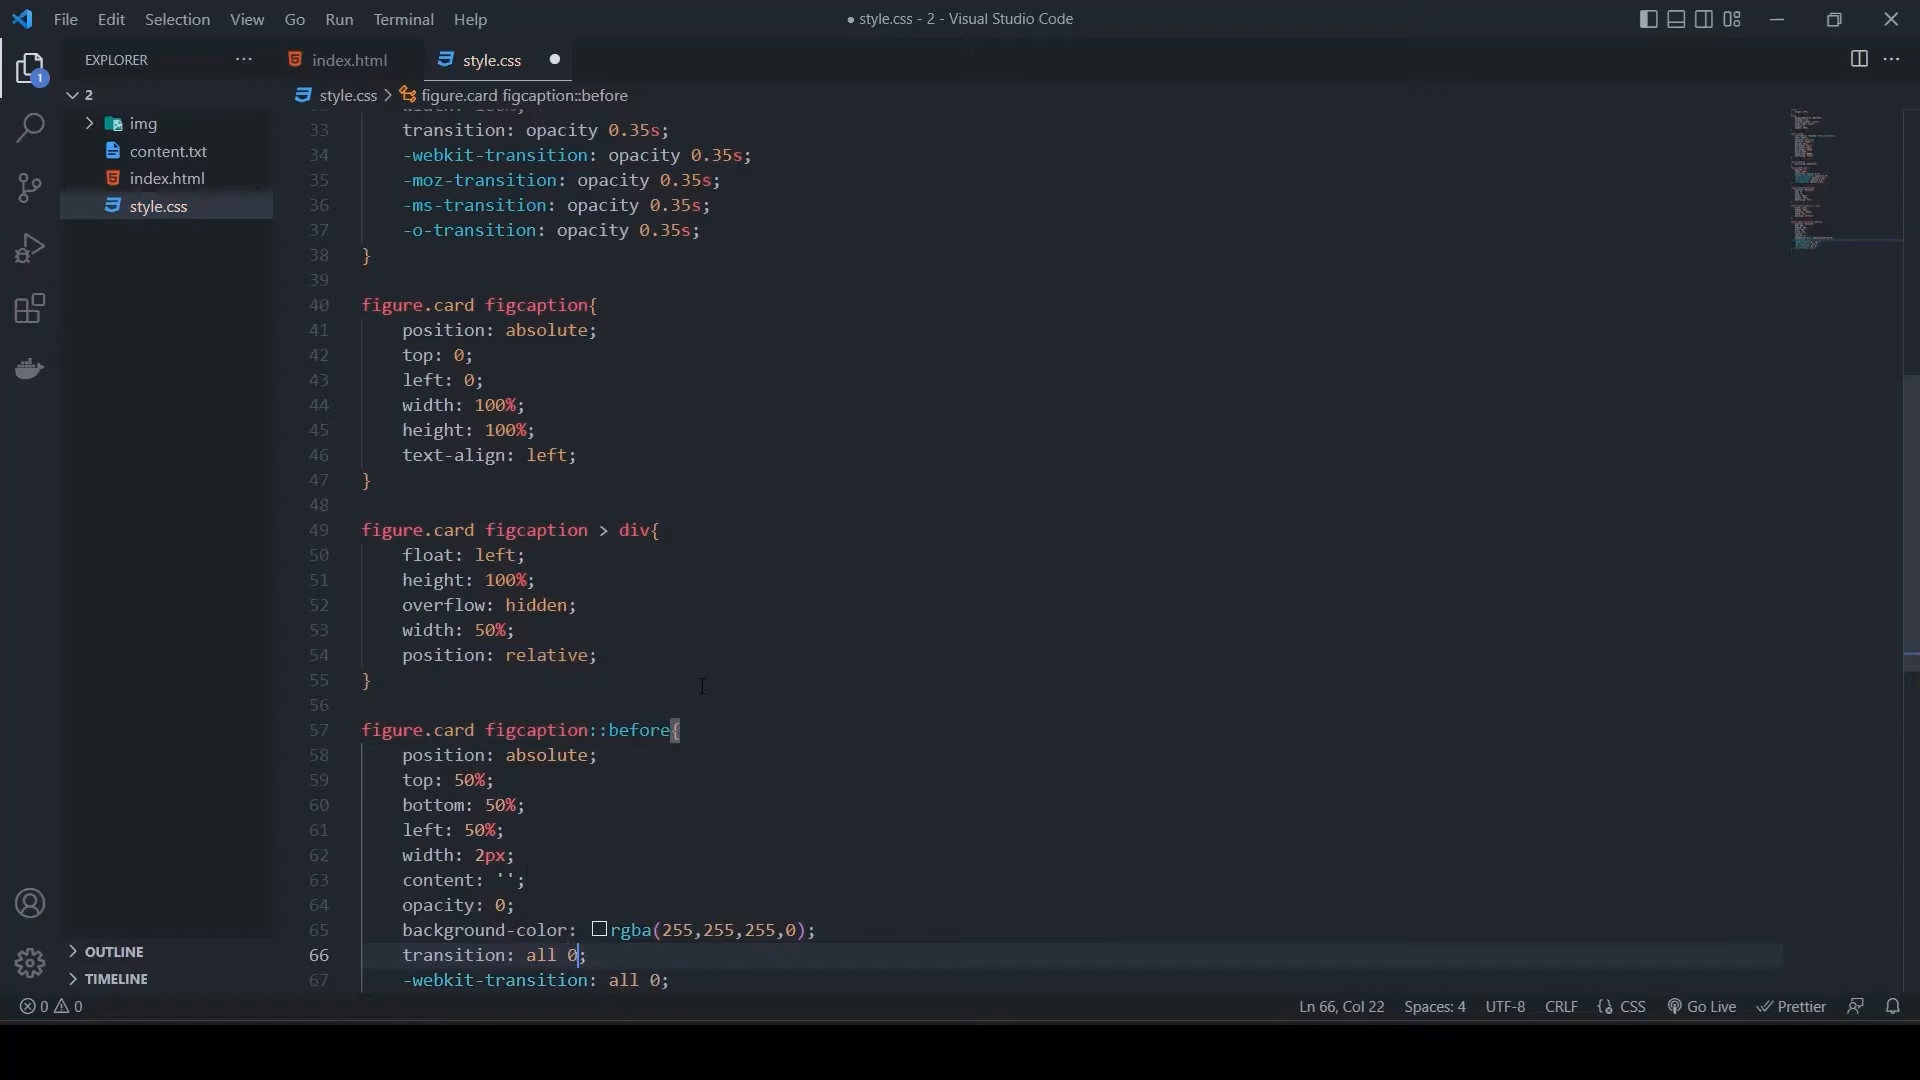 File Edit Selection View Go Run Terminal Help
● style.css - 2 - Visual Studio Code
EXPLORER ···
index.html
style.css ●
2
style.css > figure.card figcaption::before
img
content.txt
index.html
style.css
33 transition: opacity 0.35s;
34 -webkit-transition: opacity 0.35s;
35 -moz-transition: opacity 0.35s;
36 -ms-transition: opacity 0.35s;
37 -o-transition: opacity 0.35s;
38 }
39
40 figure.card figcaption{
41 position: absolute;
42 top: 0;
43 left: 0;
44 width: 100%;
45 height: 100%;
46 text-align: left;
47 }
48
49 figure.card figcaption > div{
50 float: left;
51 height: 100%;
52 overflow: hidden;
53 width: 50%;
54 position: relative;
55 }
56
57 figure.card figcaption::before{
58 position: absolute;
59 top: 50%;
60 bottom: 50%;
61 left: 50%;
62 width: 2px;
63 content: '';
64 opacity: 0;
65 background-color: rgba(255,255,255,0);
66 transition: all 0;
67 -webkit-transition: all 0;
1
OUTLINE
TIMELINE
0 0
Ln 66, Col 22 Spaces: 4 UTF-8 CRLF {} CSS Go Live Prettier